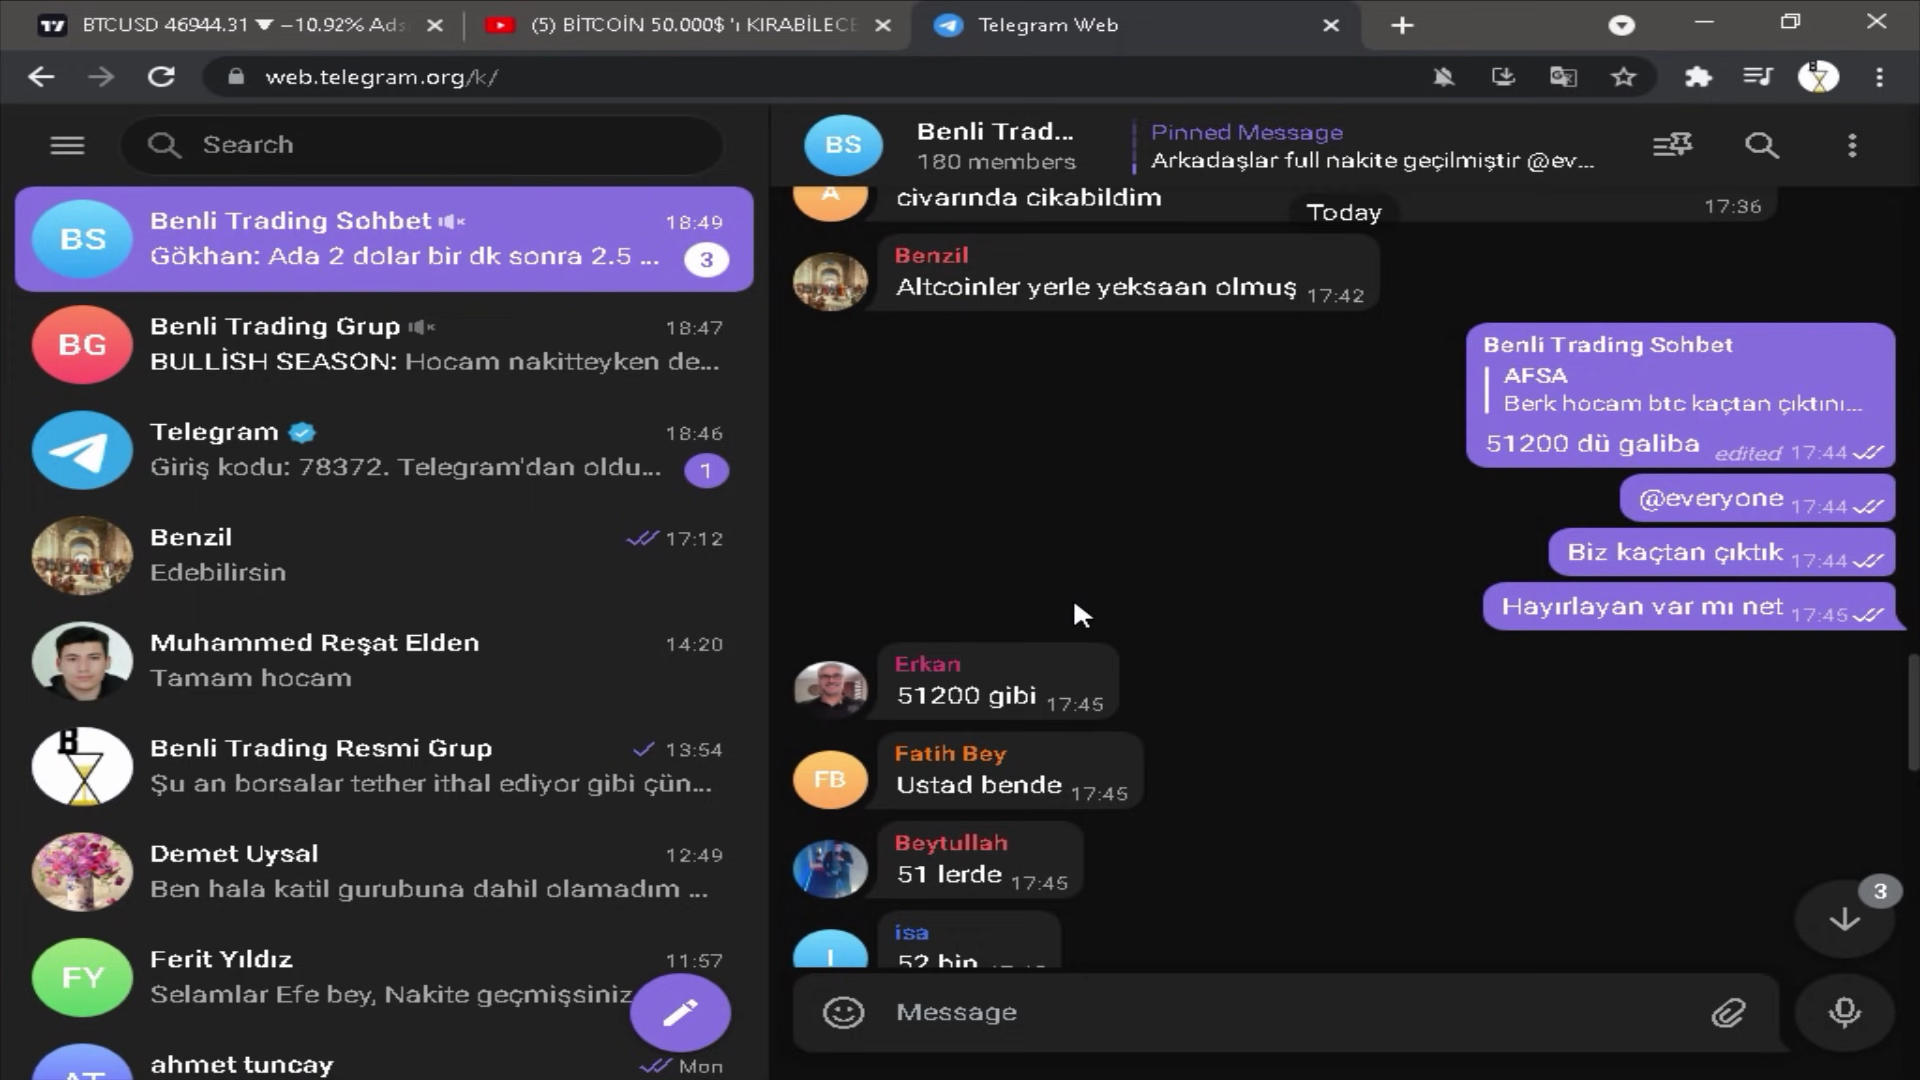 BTCUSD 46944.31 ▼ −10.92% Ads
(5) BİTCOİN 50.000$ 'ı KIRABİLECE
Telegram Web
web.telegram.org/k/
Search
BS
Benli Trading Sohbet
18:49
Gökhan: Ada 2 dolar bir dk sonra 2.5 ...
3
BG
Benli Trading Grup
18:47
BULLİSH SEASON: Hocam nakitteyken de...
Telegram
18:46
Giriş kodu: 78372. Telegram'dan oldu...
1
Benzil
17:12
Edebilirsin
Muhammed Reşat Elden
14:20
Tamam hocam
B
Benli Trading Resmi Grup
13:54
Şu an borsalar tether ithal ediyor gibi çün...
Demet Uysal
12:49
Ben hala katil gurubuna dahil olamadım ...
FY
Ferit Yıldız
11:57
Selamlar Efe bey, Nakite geçmişsiniz
AT
ahmet tuncay
Mon
BS
Benli Trad...
180 members
Pinned Message
Arkadaşlar full nakite geçilmiştir @ev...
A
civarında cikabildim
17:36
Today
Benzil
Altcoinler yerle yeksaan olmuş 17:42
Benli Trading Sohbet
AFSA
Berk hocam btc kaçtan çıktını...
51200 dü galiba edited 17:44
@everyone 17:44
Biz kaçtan çıktık 17:44
Hayırlayan var mı net 17:45
Erkan
51200 gibi 17:45
FB
Fatih Bey
Ustad bende 17:45
Beytullah
51 lerde 17:45
I
isa
52 bin
3
Message